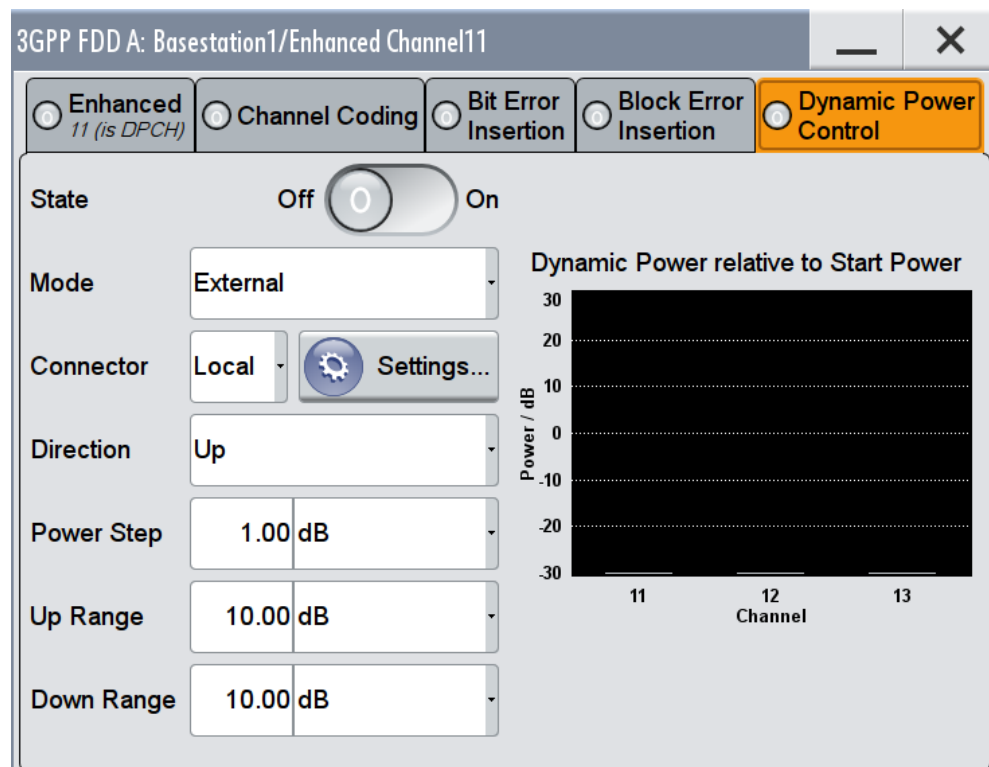 3GPP FDD A: Basestation1/Enhanced Channel11
Enhanced
11 (is DPCH)
Channel Coding
Bit Error
Insertion
Block Error
Insertion
Dynamic Power
Control
State
Off
0
On
Mode
External
Connector
Local
Settings...
Direction
Up
Power Step
1.00 dB
Up Range
10.00 dB
Down Range
10.00 dB
Dynamic Power relative to Start Power
Power / dB
30
20
10
0
-10
-20
-30
11 12 13
Channel